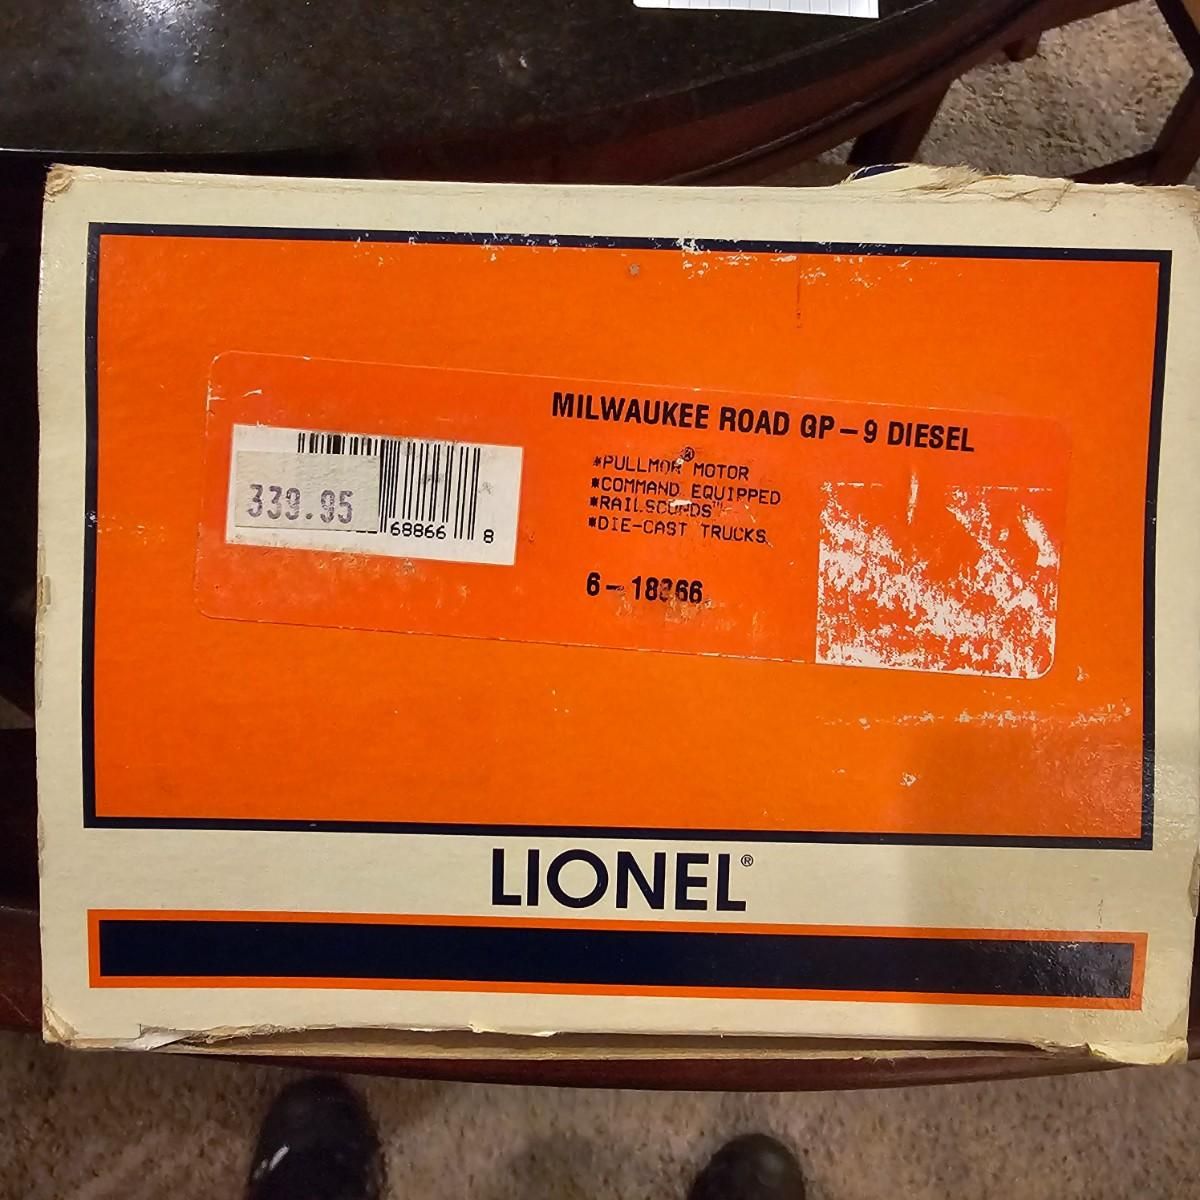 MILWAUKEE ROAD GP-9 DIESEL
*PULLMOR® MOTOR
*COMMAND EQUIPPED
*RAILSOUNDS™
*DIE-CAST TRUCKS
339.95
68866 8
6-18866
LIONEL®